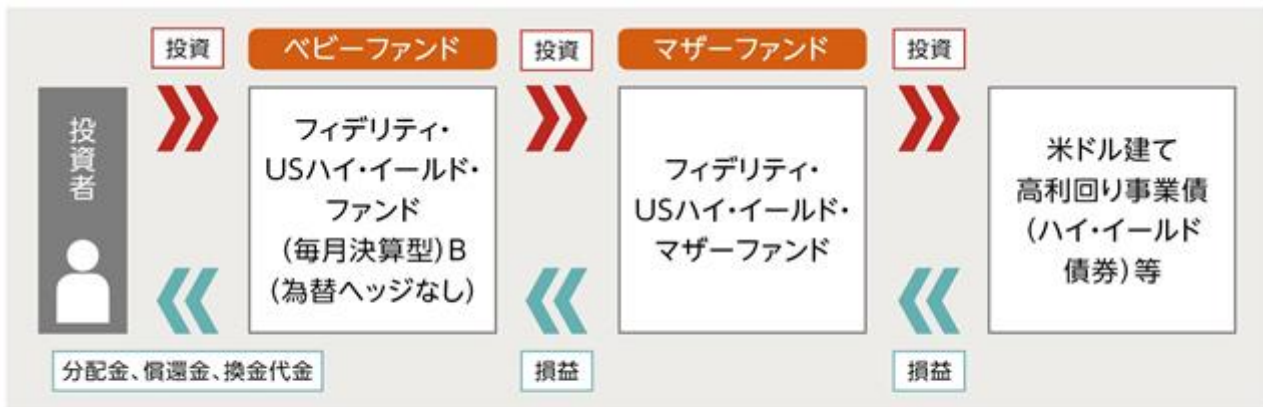 投資
ベビーファンド
投資
マザーファンド
投資
投資者
フィデリティ・
USハイ・イールド・
ファンド
(毎月決算型)B
(為替ヘッジなし)
フィデリティ・
USハイ・イールド・
マザーファンド
米ドル建て
高利回り事業債
(ハイ・イールド
債券)等
分配金、償還金、換金代金
損益
損益